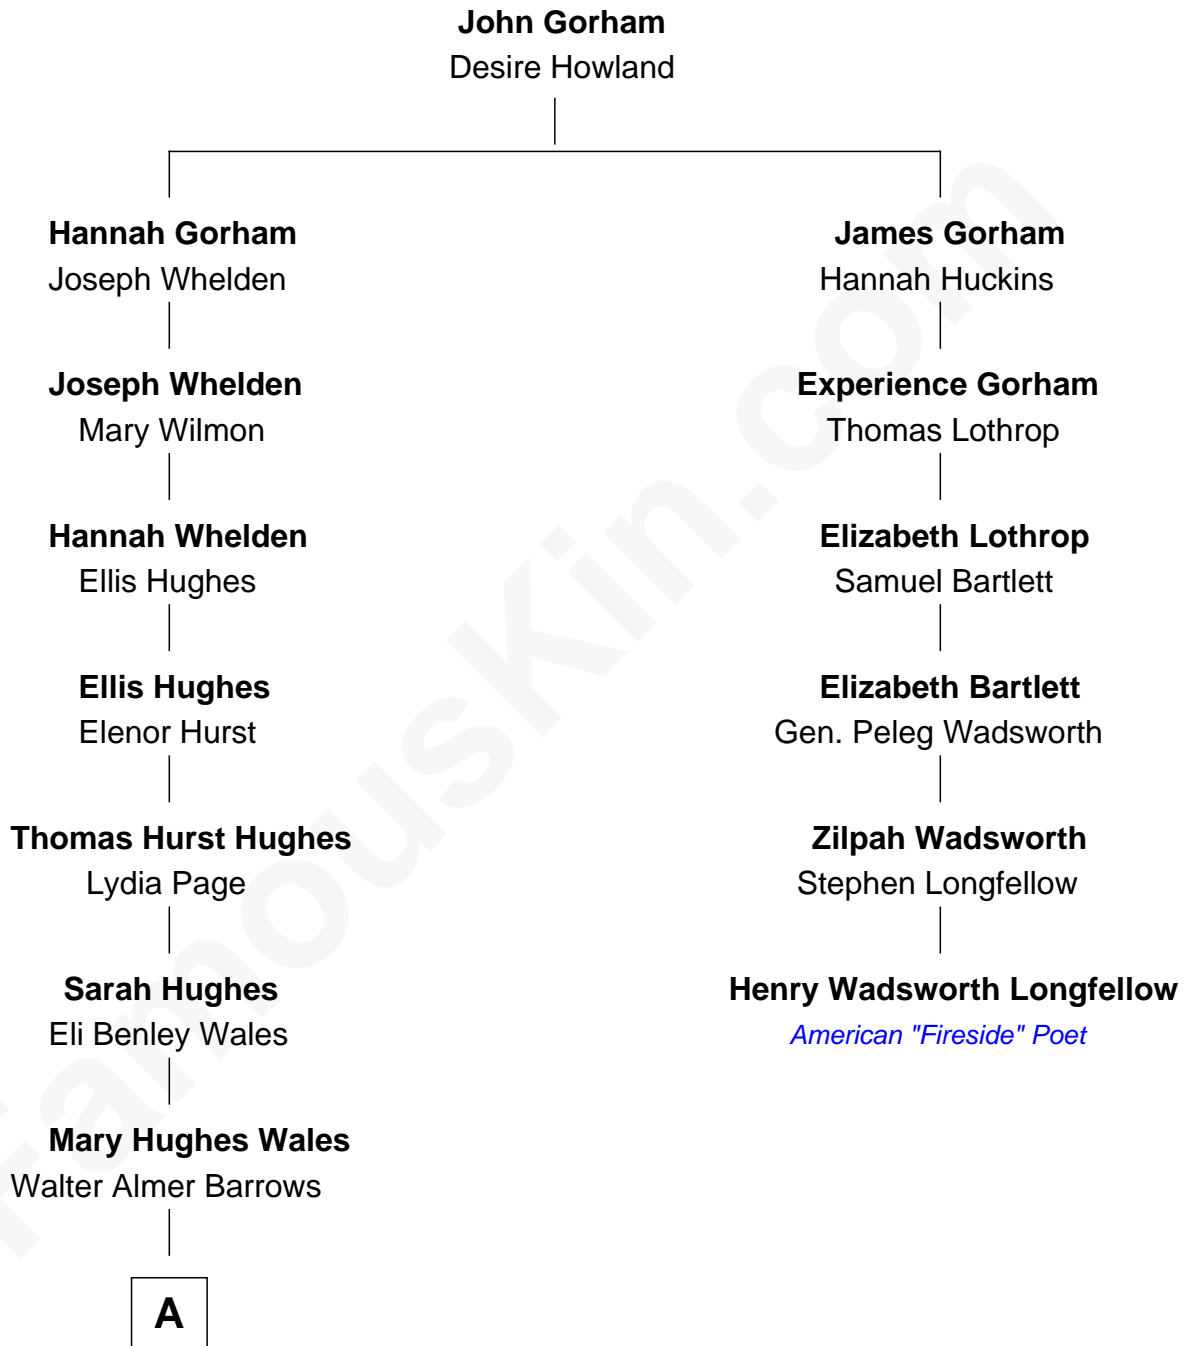 John Gorham
Desire Howland
Hannah Gorham
Joseph Whelden
James Gorham
Hannah Huckins
Joseph Whelden
Mary Wilmon
Experience Gorham
Thomas Lothrop
Hannah Whelden
Ellis Hughes
Elizabeth Lothrop
Samuel Bartlett
Ellis Hughes
Elenor Hurst
Elizabeth Bartlett
Gen. Peleg Wadsworth
Thomas Hurst Hughes
Lydia Page
Zilpah Wadsworth
Stephen Longfellow
Sarah Hughes
Eli Benley Wales
Henry Wadsworth Longfellow
American "Fireside" Poet
Mary Hughes Wales
Walter Almer Barrows
A
FamousKin.com